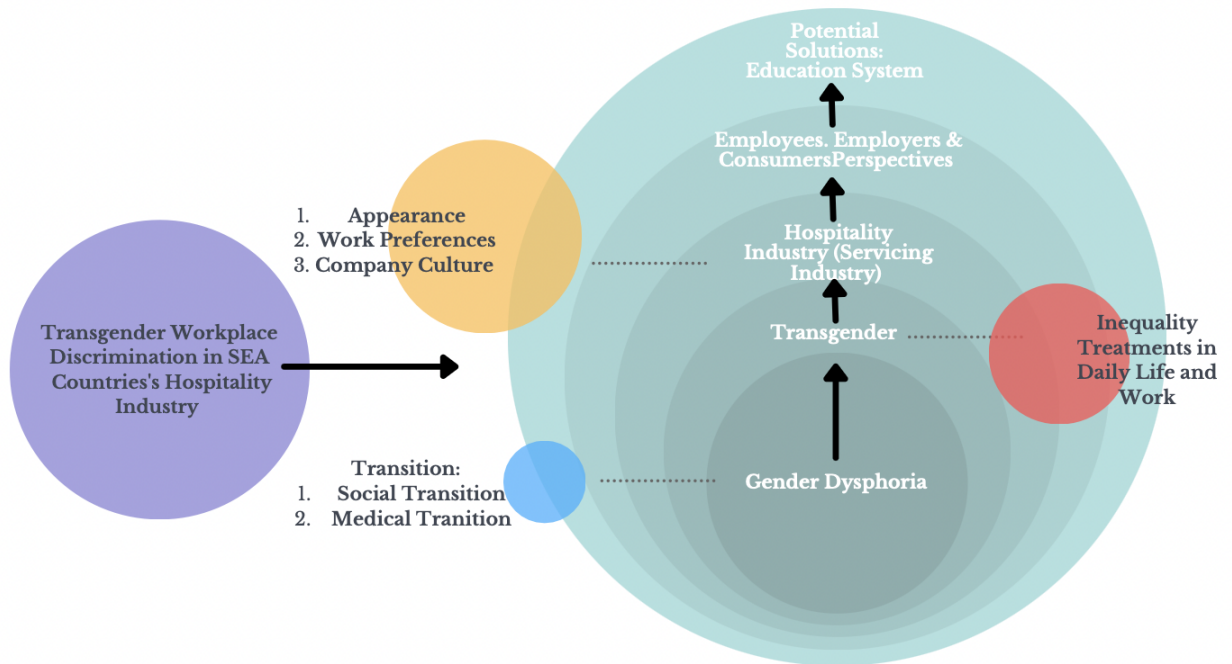 Transgender Workplace
Discrimination in SEA
Countries's Hospitality
Industry
1. Appearance
2. Work Preferences
3. Company Culture
Transition:
1. Social Transition
2. Medical Tranition
Potential
Solutions:
Education System
Employees. Employers &
ConsumersPerspectives
Hospitality
Industry (Servicing
Industry)
Transgender
Gender Dysphoria
Inequality
Treatments in
Daily Life and
Work